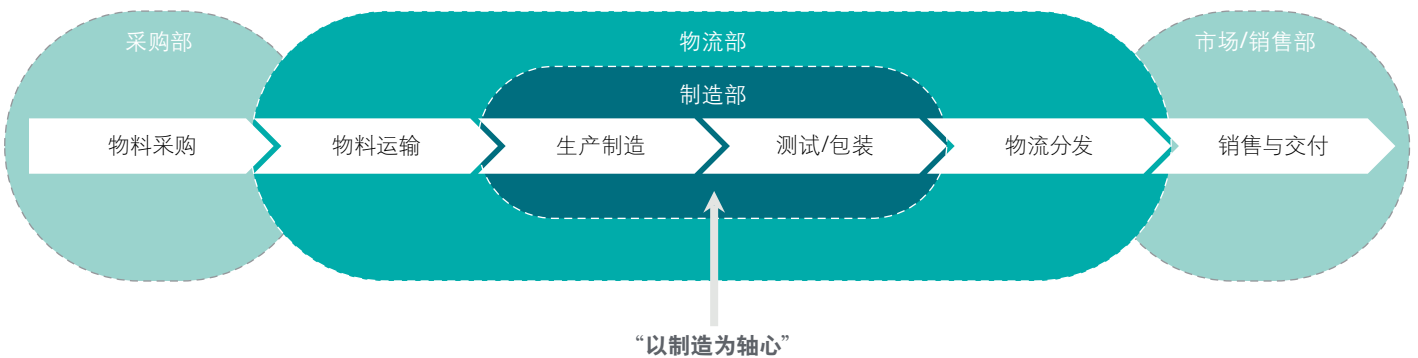 采购部
物流部
市场/销售部
制造部
物料采购
物料运输
生产制造
测试/包装
物流分发
销售与交付
“以制造为轴心”